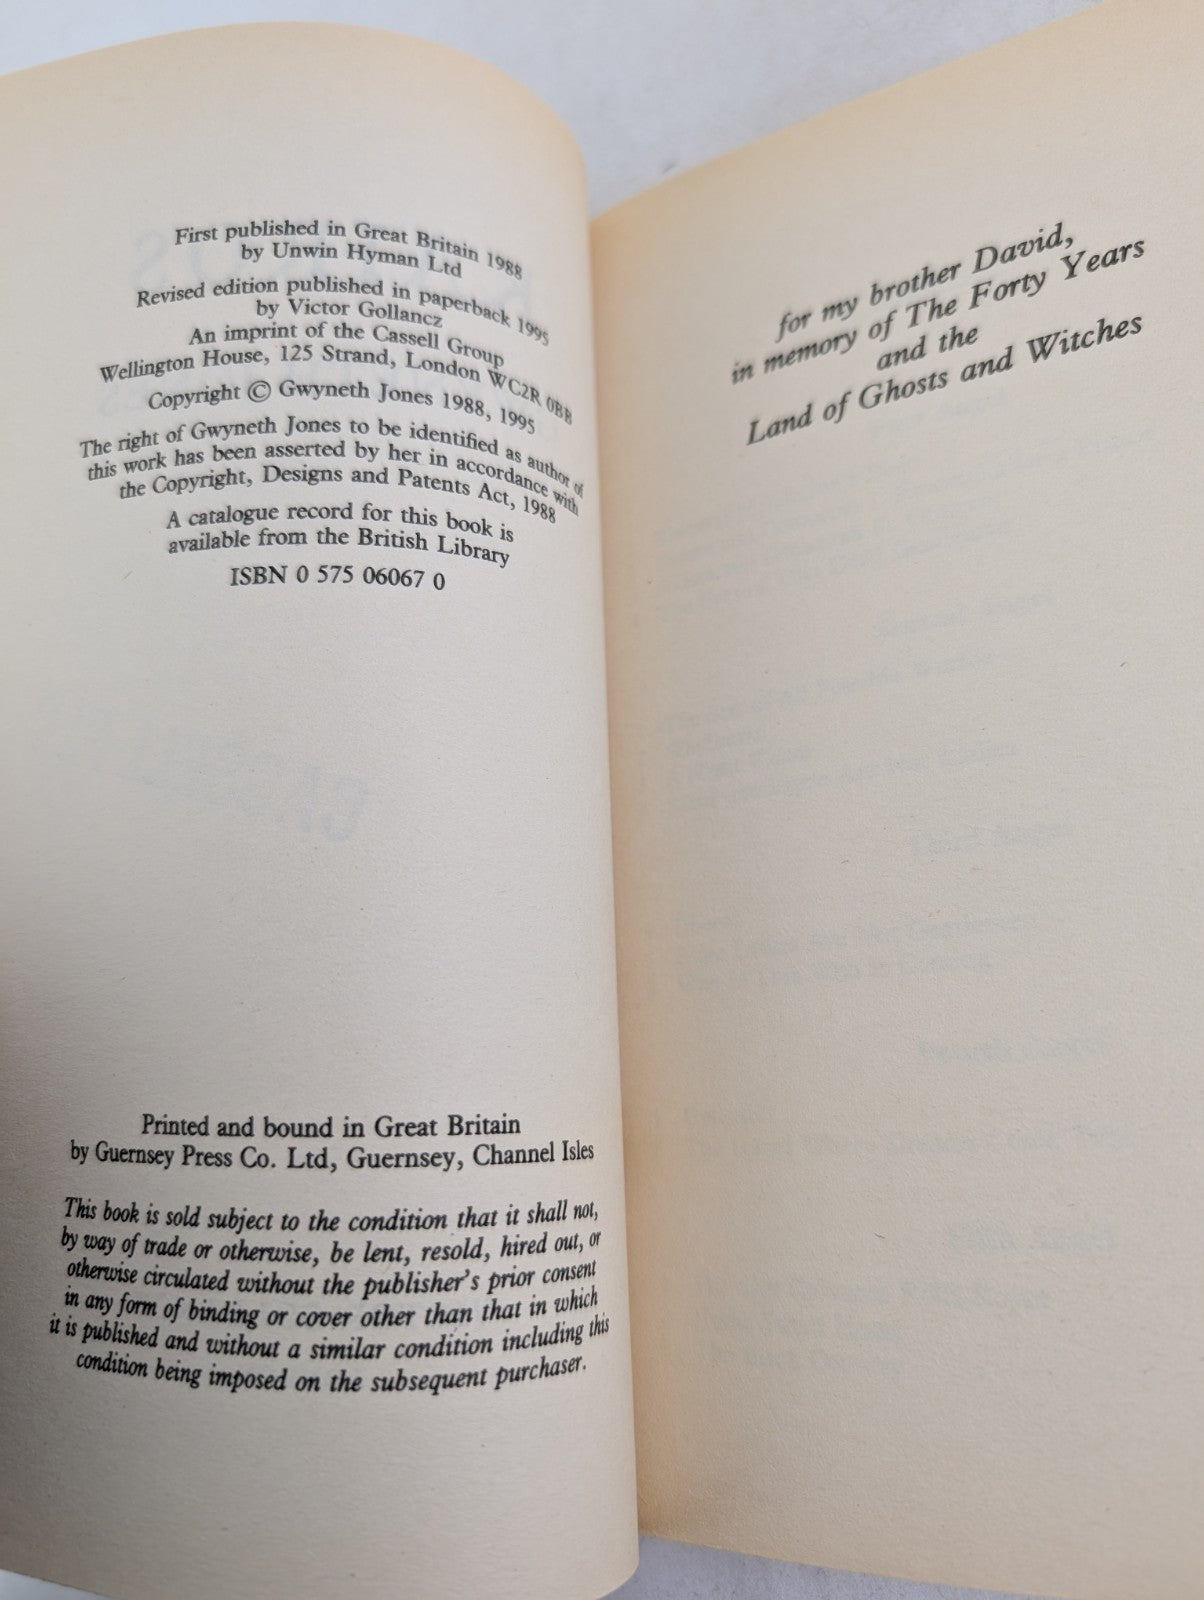 First published in Great Britain 1988
by Unwin Hyman Ltd
Revised edition published in paperback 1995
by Victor Gollancz
An imprint of the Cassell Group
Wellington House, 125 Strand, London WC2R 0BB
Copyright © Gwyneth Jones 1988, 1995
The right of Gwyneth Jones to be identified as author of
this work has been asserted by her in accordance with
the Copyright, Designs and Patents Act, 1988
A catalogue record for this book is
available from the British Library
ISBN 0 575 06067 0
Printed and bound in Great Britain
by Guernsey Press Co. Ltd, Guernsey, Channel Isles
This book is sold subject to the condition that it shall not,
by way of trade or otherwise, be lent, resold, hired out, or
otherwise circulated without the publisher's prior consent
in any form of binding or cover other than that in which
it is published and without a similar condition including this
condition being imposed on the subsequent purchaser.
for my brother David,
in memory of The Forty Years
and the
Land of Ghosts and Witches